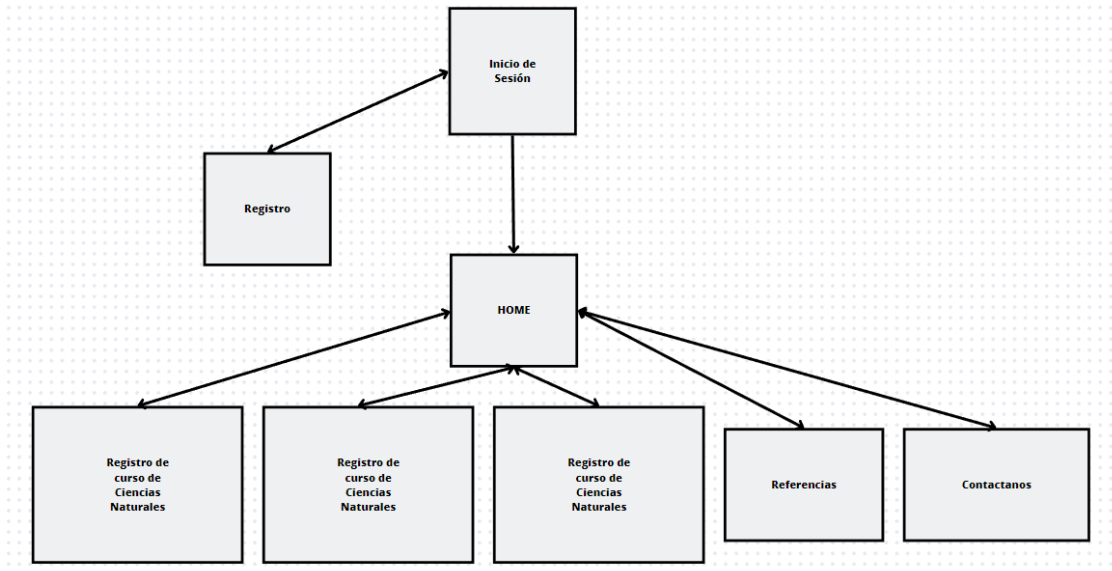 Inicio de
Sesión
Registro
HOME
Registro de
curso de
Ciencias
Naturales
Registro de
curso de
Ciencias
Naturales
Registro de
curso de
Ciencias
Naturales
Referencias
Contactanos